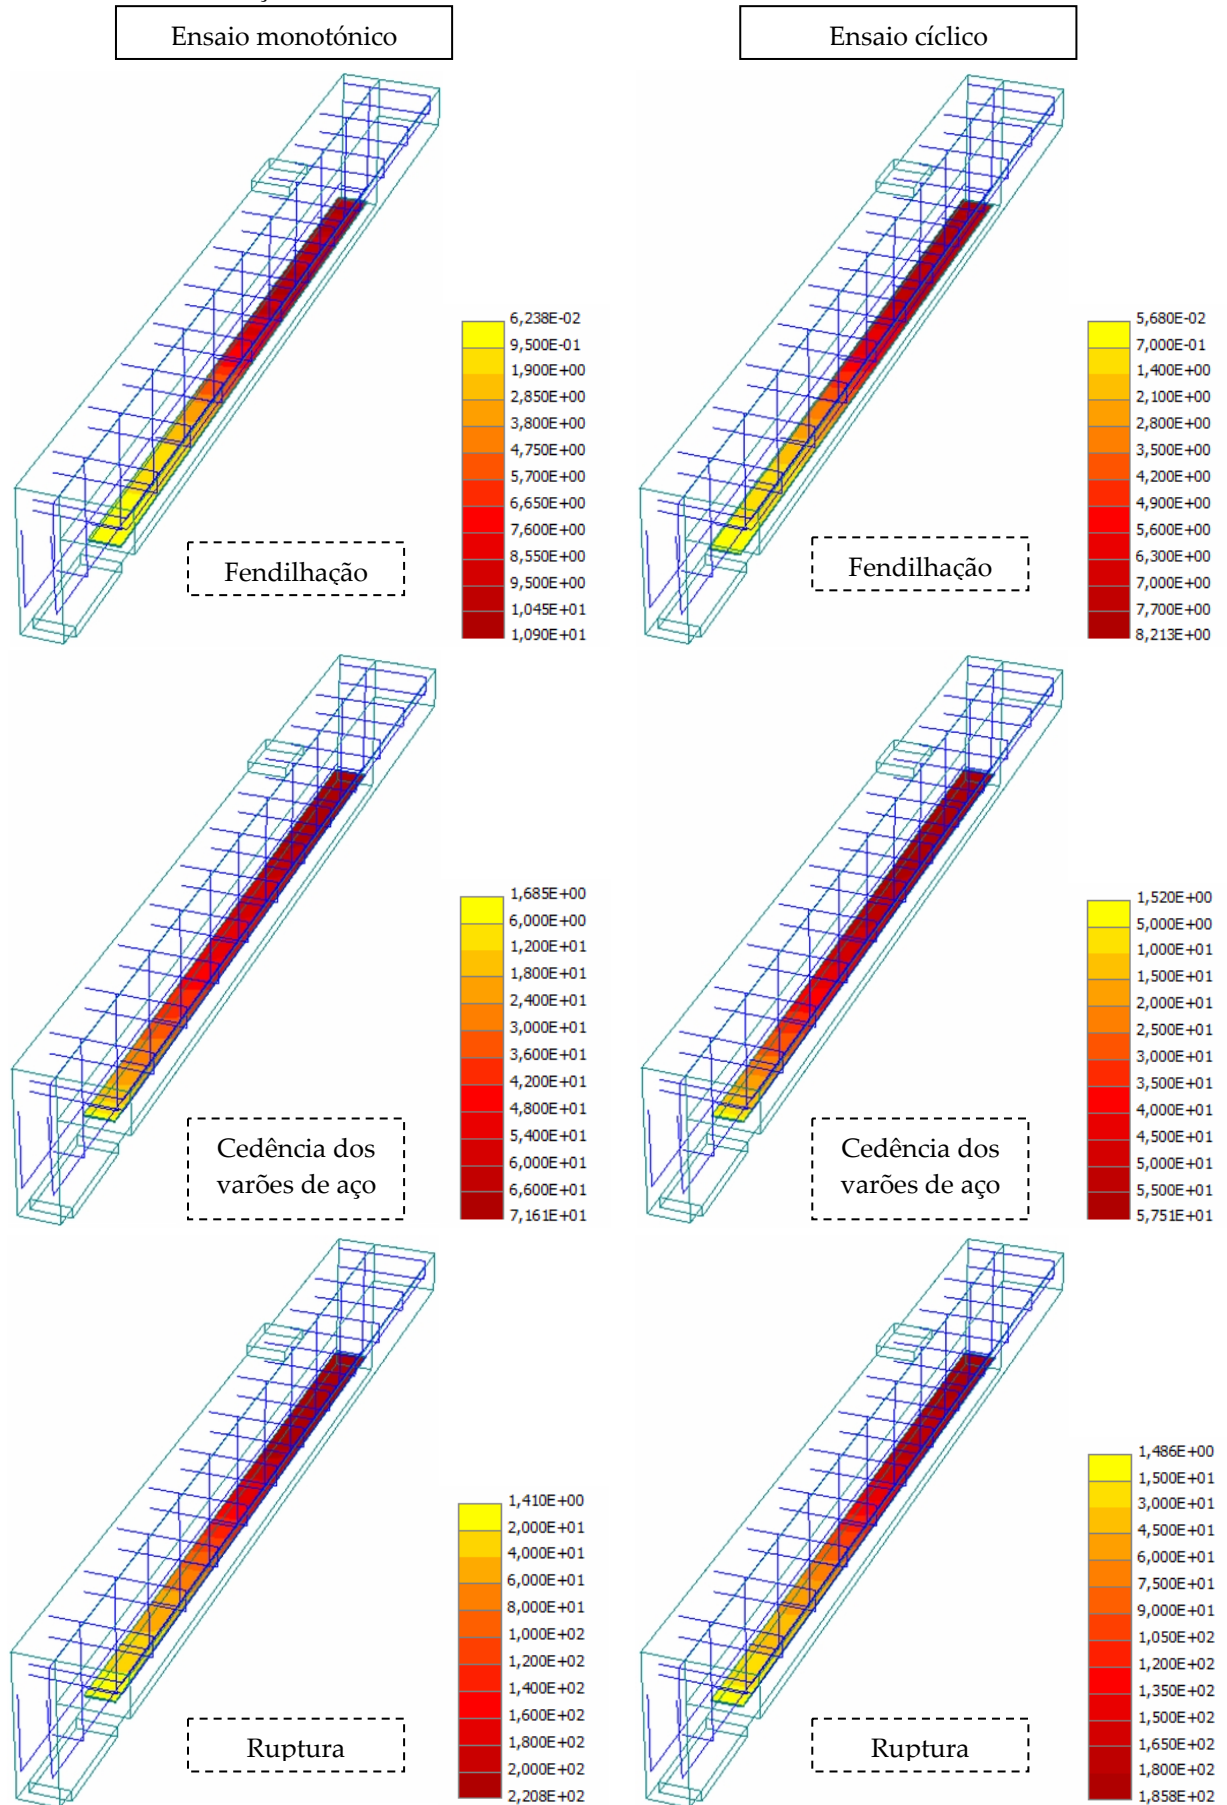 Ensaio monotónico
Ensaio cíclico
6,238E-02
9,500E-01
1,900E+00
2,850E+00
3,800E+00
4,750E+00
5,700E+00
6,650E+00
7,600E+00
8,550E+00
9,500E+00
1,045E+01
1,090E+01
Fendilhação
5,680E-02
7,000E-01
1,400E+00
2,100E+00
2,800E+00
3,500E+00
4,200E+00
4,900E+00
5,600E+00
6,300E+00
7,000E+00
7,700E+00
8,213E+00
Fendilhação
1,685E+00
6,000E+00
1,200E+01
1,800E+01
2,400E+01
3,000E+01
3,600E+01
4,200E+01
4,800E+01
5,400E+01
6,000E+01
6,600E+01
7,161E+01
Cedência dos
varões de aço
1,520E+00
5,000E+00
1,000E+01
1,500E+01
2,000E+01
2,500E+01
3,000E+01
3,500E+01
4,000E+01
4,500E+01
5,000E+01
5,500E+01
5,751E+01
Cedência dos
varões de aço
1,410E+00
2,000E+01
4,000E+01
6,000E+01
8,000E+01
1,000E+02
1,200E+02
1,400E+02
1,600E+02
1,800E+02
2,000E+02
2,208E+02
Ruptura
1,486E+00
1,500E+01
3,000E+01
4,500E+01
6,000E+01
7,500E+01
9,000E+01
1,050E+02
1,200E+02
1,350E+02
1,500E+02
1,650E+02
1,800E+02
1,858E+02
Ruptura